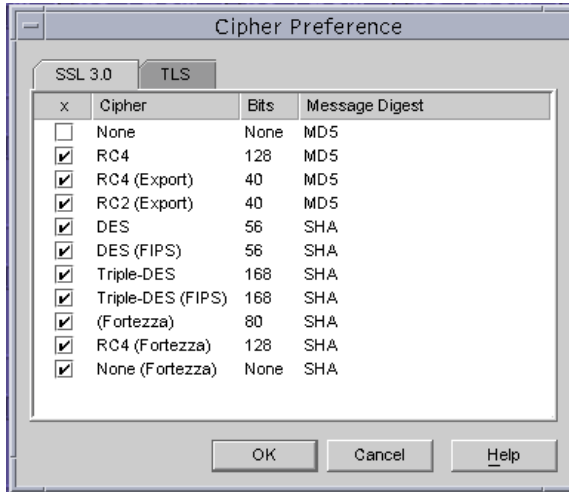 Cipher Preference
SSL 3.0 TLS
x Cipher Bits Message Digest
None None MD5
RC4 128 MD5
RC4 (Export) 40 MD5
RC2 (Export) 40 MD5
DES 56 SHA
DES (FIPS) 56 SHA
Triple-DES 168 SHA
Triple-DES (FIPS) 168 SHA
(Fortezza) 80 SHA
RC4 (Fortezza) 128 SHA
None (Fortezza) None SHA
OK Cancel Help